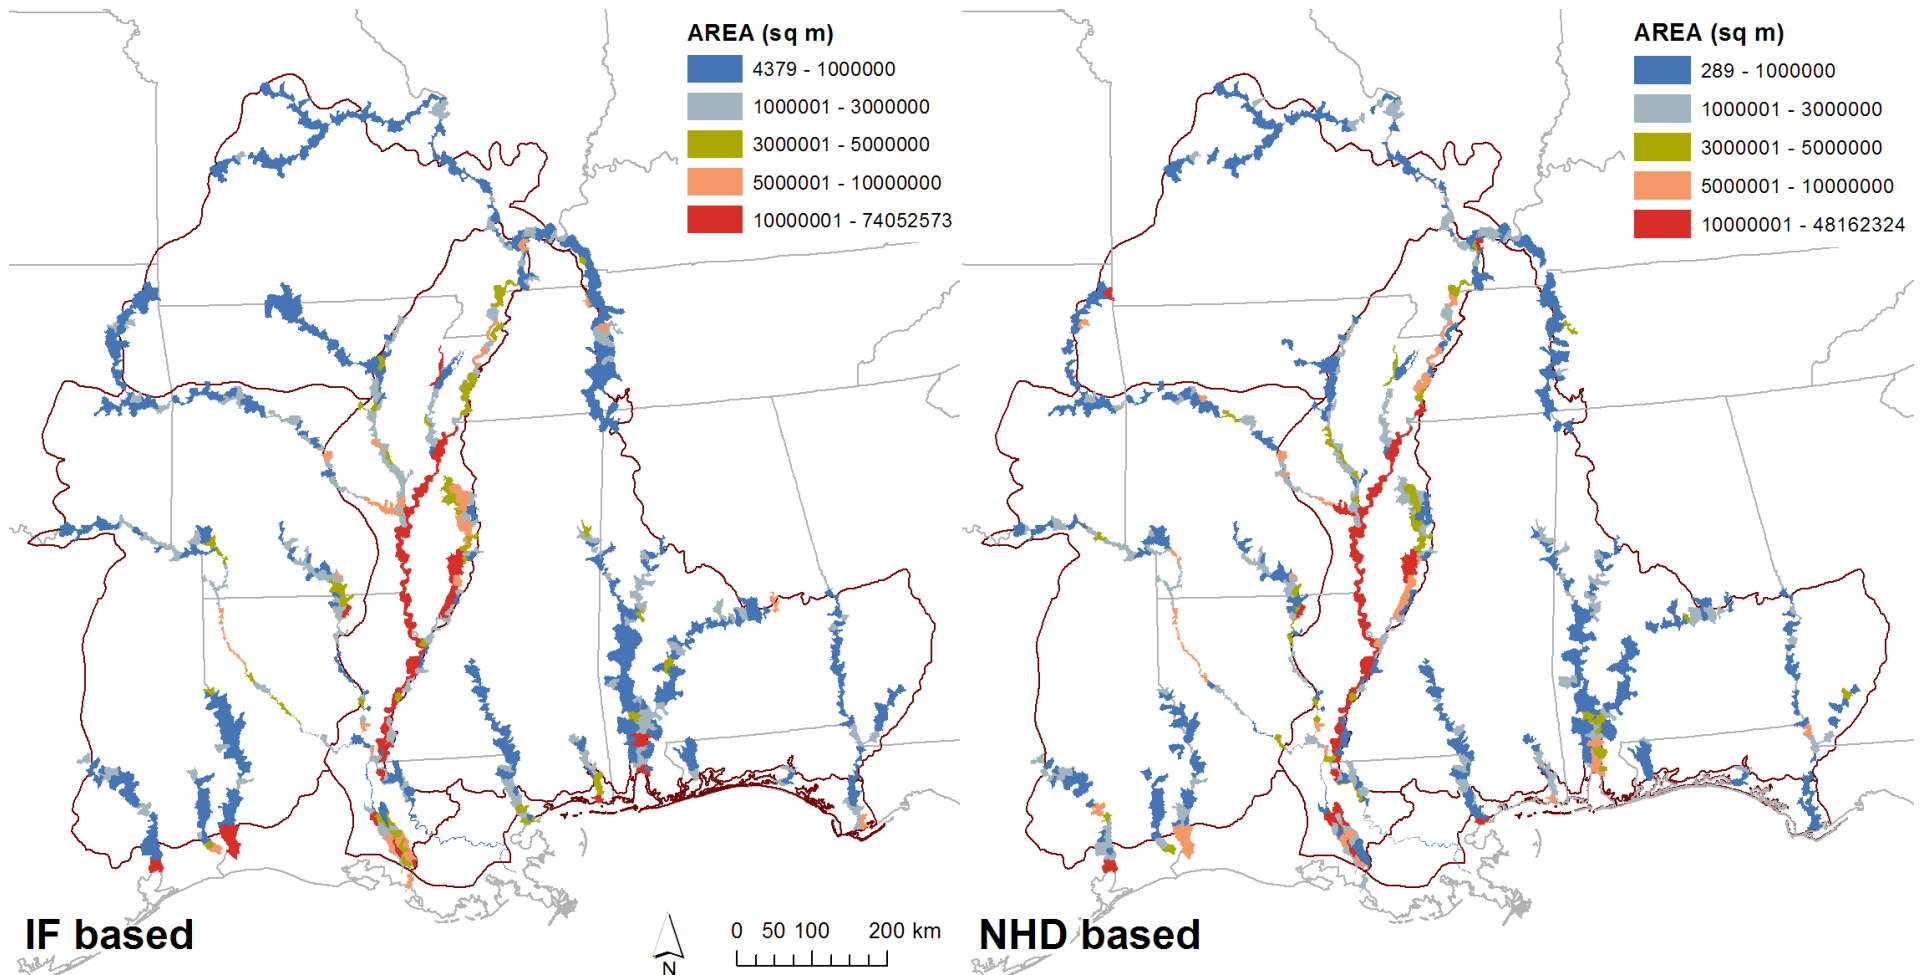 AREA (sq m)
4379 - 1000000
1000001 - 3000000
3000001 - 5000000
5000001 - 10000000
10000001 - 74052573
AREA (sq m)
289 - 1000000
1000001 - 3000000
3000001 - 5000000
5000001 - 10000000
10000001 - 48162324
IF based
N
0 50 100 200 km
NHD based